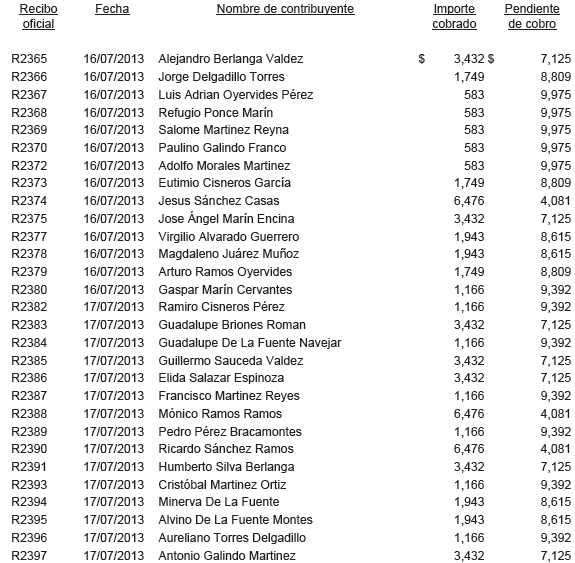 Recibo oficial Fecha Nombre de contribuyente Importe cobrado Pendiente de cobro
R2365 16/07/2013 Alejandro Berlanga Valdez $ 3,432 $ 7,125
R2366 16/07/2013 Jorge Delgadillo Torres 1,749 8,809
R2367 16/07/2013 Luis Adrian Oyervides Pérez 583 9,975
R2368 16/07/2013 Refugio Ponce Marín 583 9,975
R2369 16/07/2013 Salome Martinez Reyna 583 9,975
R2370 16/07/2013 Paulino Galindo Franco 583 9,975
R2372 16/07/2013 Adolfo Morales Martinez 583 9,975
R2373 16/07/2013 Eutimio Cisneros García 1,749 8,809
R2374 16/07/2013 Jesus Sánchez Casas 6,476 4,081
R2375 16/07/2013 Jose Ángel Marín Encina 3,432 7,125
R2377 16/07/2013 Virgilio Alvarado Guerrero 1,943 8,615
R2378 16/07/2013 Magdaleno Juárez Muñoz 1,943 8,615
R2379 16/07/2013 Arturo Ramos Oyervides 1,749 8,809
R2380 16/07/2013 Gaspar Marín Cervantes 1,166 9,392
R2382 17/07/2013 Ramiro Cisneros Pérez 1,166 9,392
R2383 17/07/2013 Guadalupe Briones Roman 3,432 7,125
R2384 17/07/2013 Guadalupe De La Fuente Navejar 1,166 9,392
R2385 17/07/2013 Guillermo Sauceda Valdez 3,432 7,125
R2386 17/07/2013 Elida Salazar Espinoza 3,432 7,125
R2387 17/07/2013 Francisco Martinez Reyes 1,166 9,392
R2388 17/07/2013 Mónico Ramos Ramos 6,476 4,081
R2389 17/07/2013 Pedro Pérez Bracamontes 1,166 9,392
R2390 17/07/2013 Ricardo Sánchez Ramos 6,476 4,081
R2391 17/07/2013 Humberto Silva Berlanga 3,432 7,125
R2393 17/07/2013 Cristóbal Martinez Ortiz 1,166 9,392
R2394 17/07/2013 Minerva De La Fuente 1,943 8,615
R2395 17/07/2013 Alvino De La Fuente Montes 1,943 8,615
R2396 17/07/2013 Aureliano Torres Delgadillo 1,166 9,392
R2397 17/07/2013 Antonio Galindo Martinez 3,432 7,125